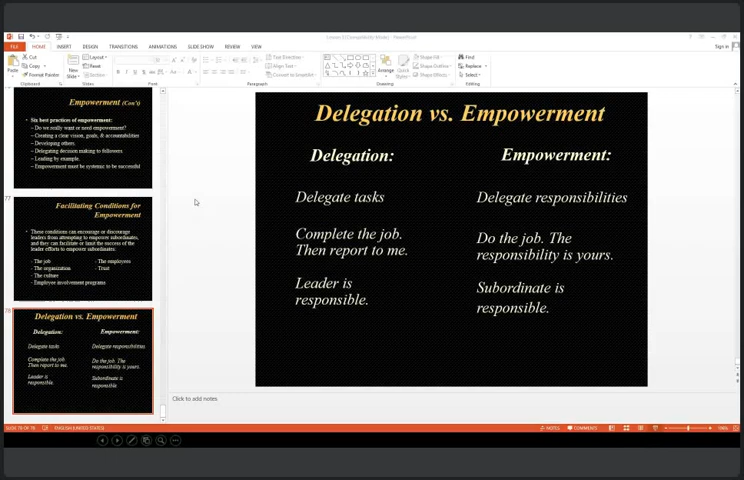 FILE HOME INSERT DESIGN TRANSITIONS ANIMATIONS SLIDE SHOW REVIEW VIEW
Sign in
Paste
Cut
Copy
Format Painter
Clipboard
New
Slide
Layout
Reset
Section
Slides
Font
Text Direction
Align Text
Convert to SmartArt
Paragraph
Arrange
Quick
Styles
Shape Fill
Shape Outline
Shape Effects
Drawing
Find
Replace
Select
Editing
Empowerment (Con't)
• Six best practices of empowerment:
– Do we really want or need empowerment?
– Creating a clear vision, goals, & accountabilities
– Developing others.
– Delegating decision making to followers.
– Leading by example.
– Empowerment must be systemic to be successful
77
Facilitating Conditions for
Empowerment
• These conditions can encourage or discourage
leaders from attempting to empower subordinates,
and they can facilitate or limit the success of the
leader efforts to empower subordinates:
- The job
- The employees
- The organization
- Trust
- The culture
- Employee involvement programs
78
Delegation vs. Empowerment
Delegation:
Empowerment:
Delegate tasks
Delegate responsibilities
Complete the job.
Then report to me.
Do the job. The
responsibility is yours.
Leader is
responsible.
Subordinate is
responsible
Delegation vs. Empowerment
Delegation:
Empowerment:
Delegate tasks
Delegate responsibilities
Complete the job.
Then report to me.
Do the job. The
responsibility is yours.
Leader is
responsible.
Subordinate is
responsible.
Click to add notes
SLIDE 78 OF 78
ENGLISH (UNITED STATES)
NOTES
COMMENTS